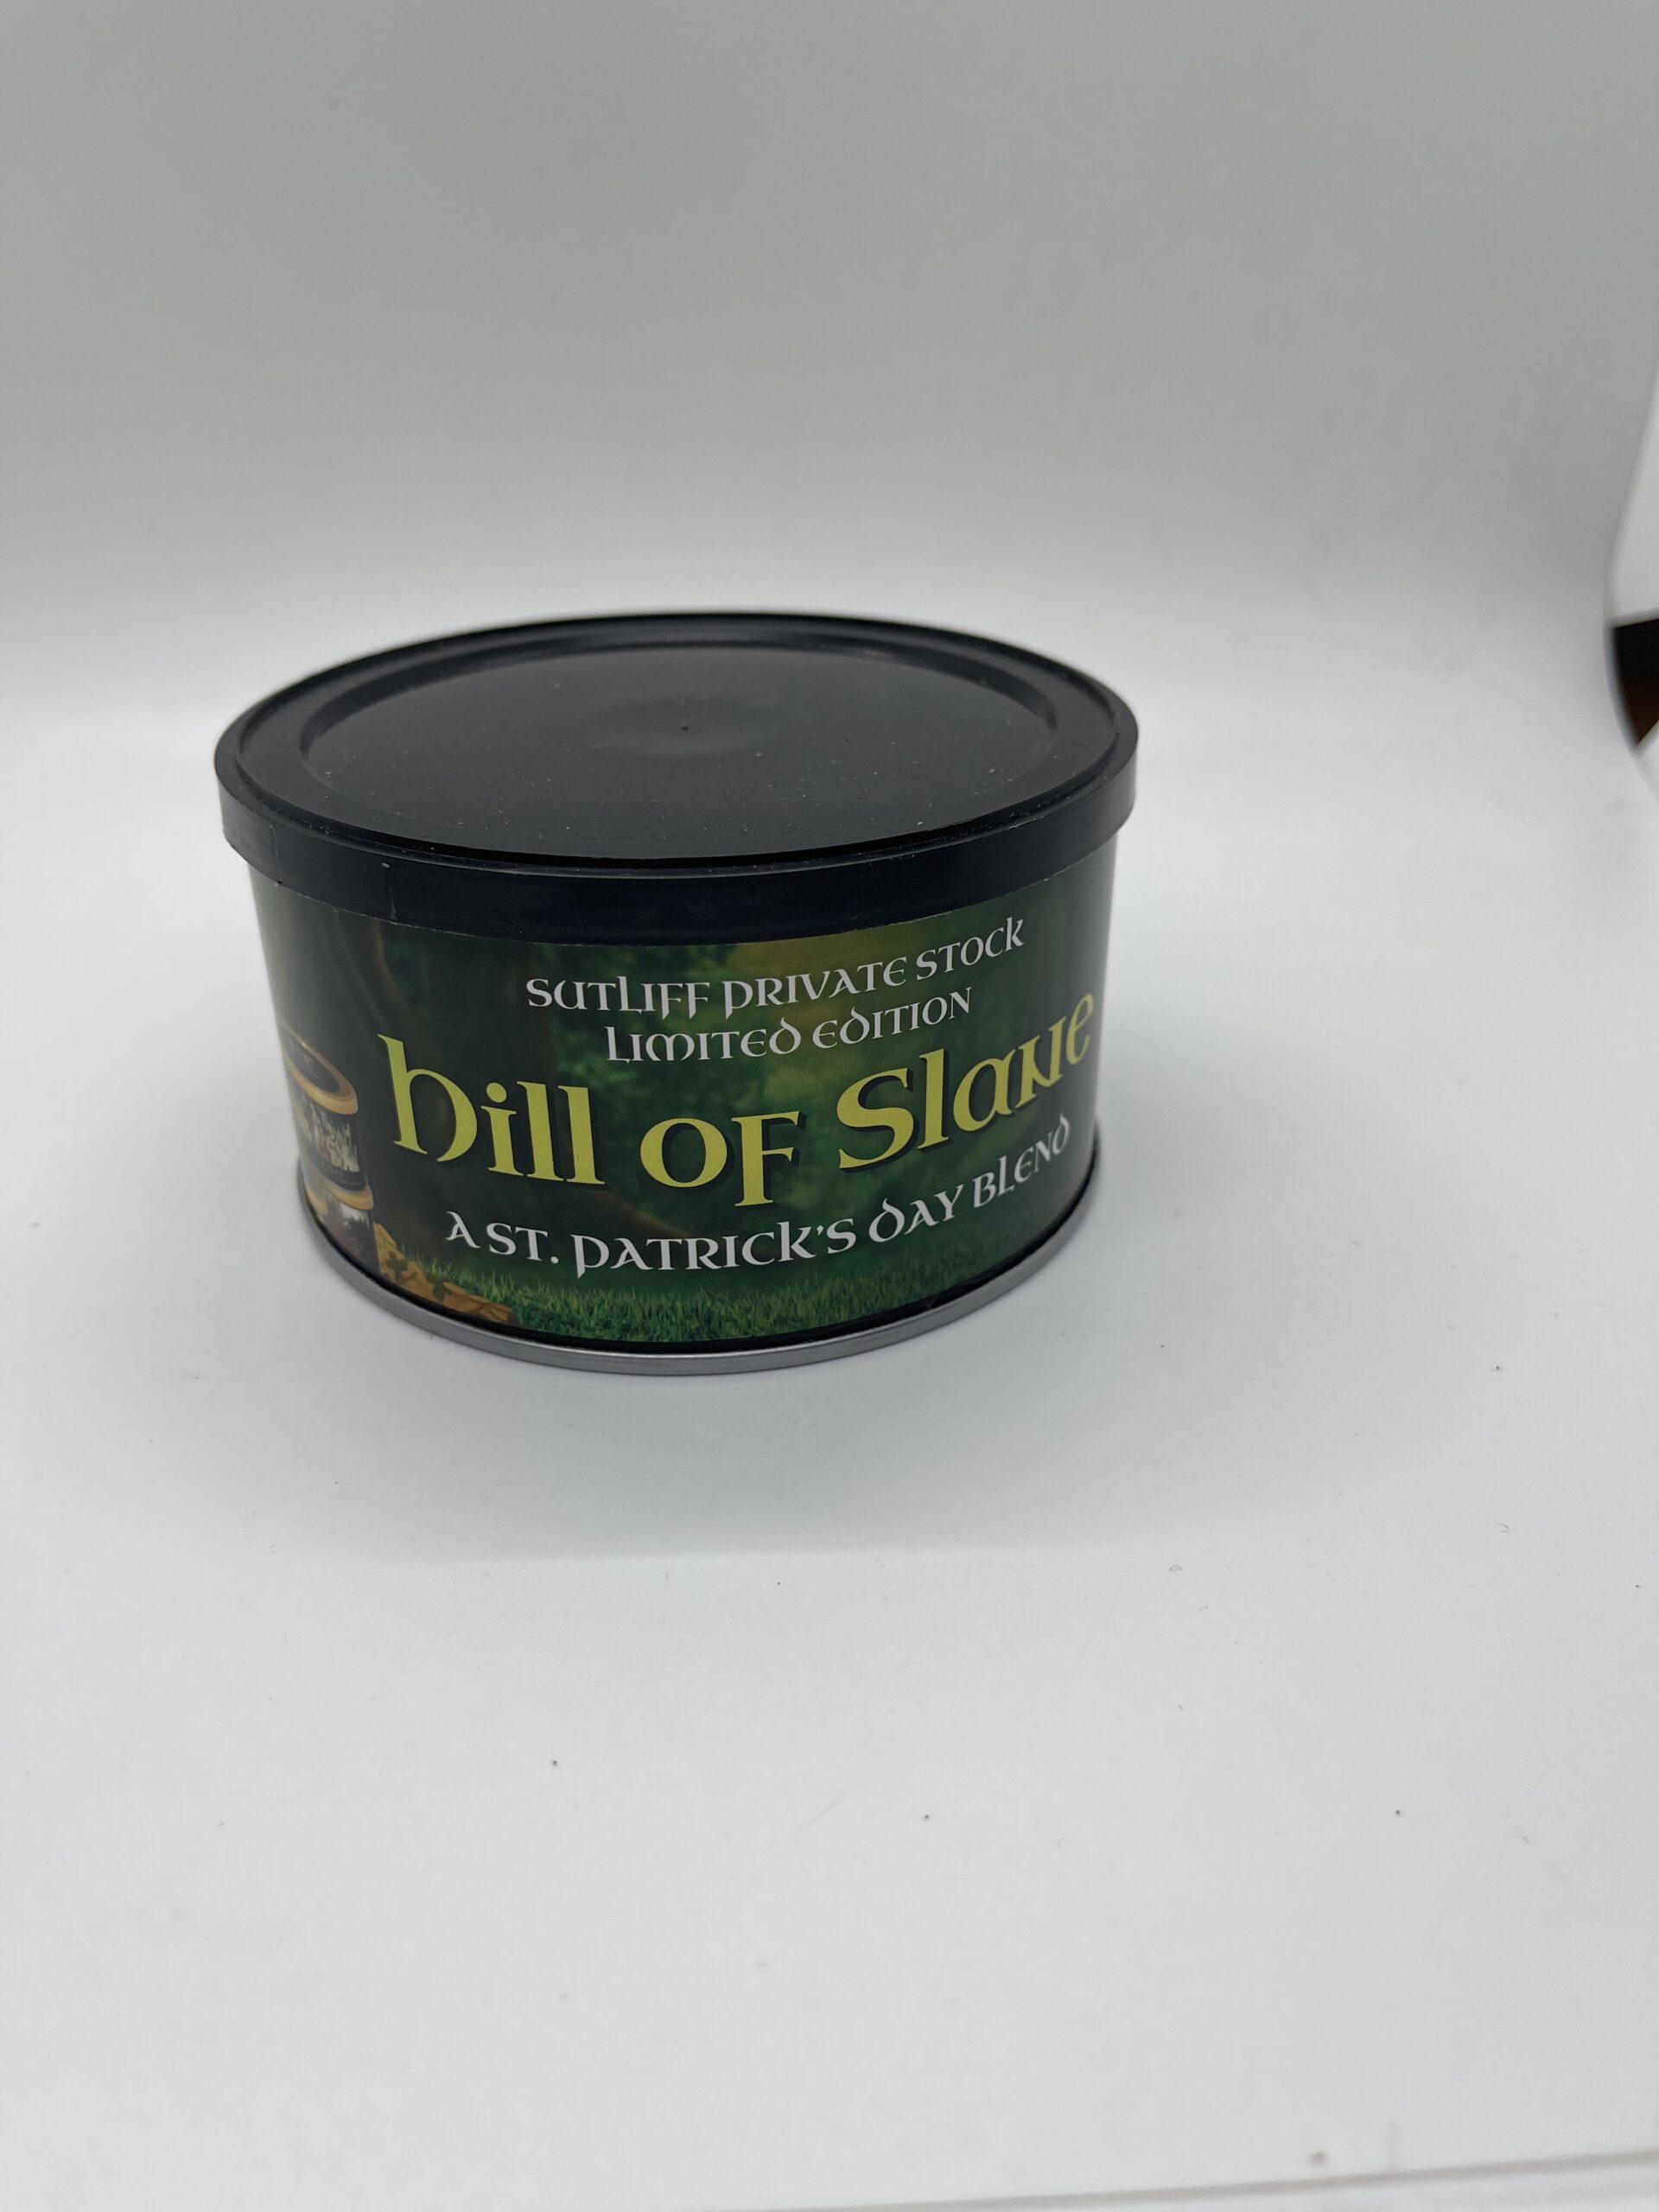 SUTLIFF PRIVATE STOCK
LIMITED EDITION
Hill of Slane
A ST. PATRICK'S DAY BLEND